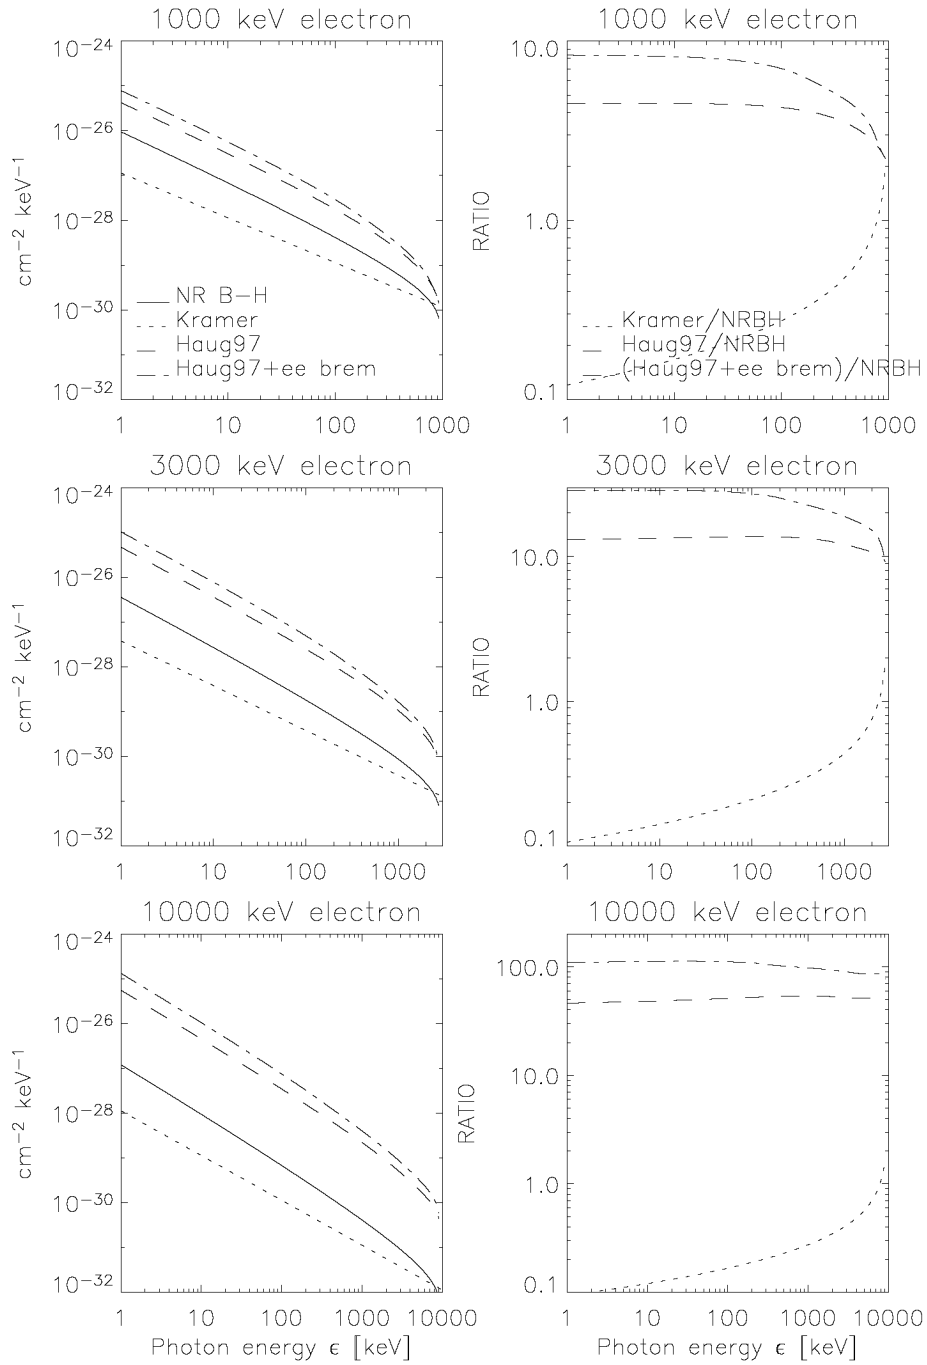 1000 keV electron
1000 keV electron
10−24
10−26
10−28
10−30
10−32
cm−2 keV−1
NR B−H
Kramer
Haug97
Haug97+ee brem
1
10
100
1000
10.0
1.0
0.1
RATIO
Kramer/NRBH
Haug97/NRBH
(Haug97+ee brem)/NRBH
1
10
100
1000
3000 keV electron
3000 keV electron
10−24
10−26
10−28
10−30
10−32
cm−2 keV−1
1
10
100
1000
10.0
1.0
0.1
RATIO
1
10
100
1000
10000 keV electron
10000 keV electron
10−24
10−26
10−28
10−30
10−32
cm−2 keV−1
1
10
100
1000
10000
Photon energy ϵ [keV]
100.0
10.0
1.0
0.1
RATIO
1
10
100
1000
10000
Photon energy ϵ [keV]